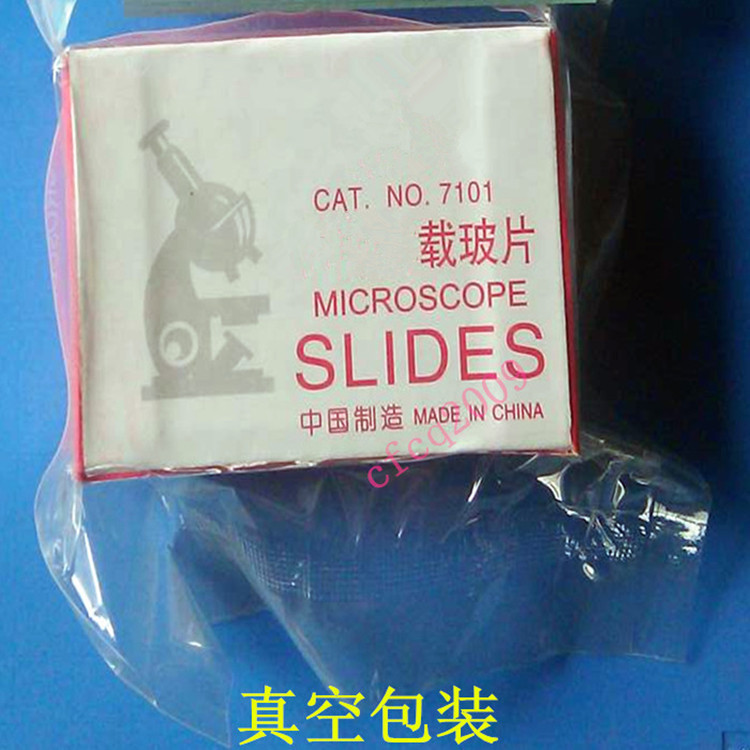 CAT. NO. 7101
载玻片
MICROSCOPE
SLIDES
中国制造 MADE IN CHINA
cfcq2009
真空包装